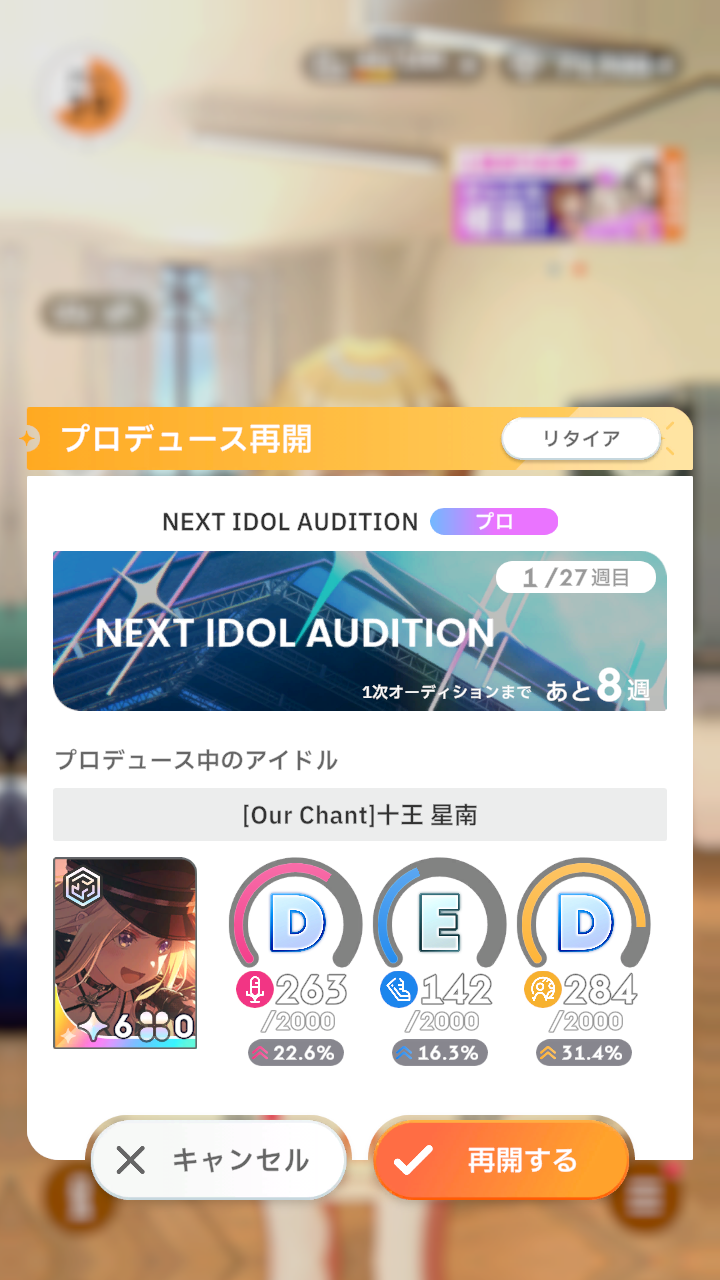 プロデュース再開
リタイア
NEXT IDOL AUDITION プロ
1/27週目
NEXT IDOL AUDITION
1次オーディションまで あと8週
プロデュース中のアイドル
[Our Chant]十王 星南
D E D
263 142 284
/2000 /2000 /2000
22.6% 16.3% 31.4%
6 0
キャンセル 再開する